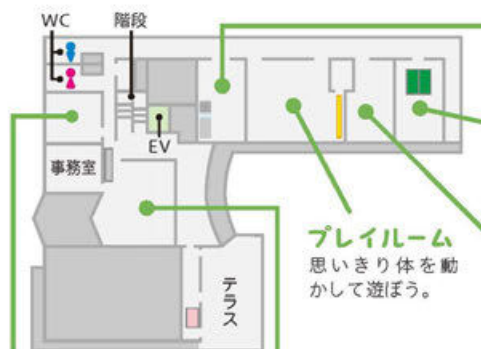 WC
階段
EV
事務室
プレイルーム
思いきり体を動
かして遊ぼう。
テラス